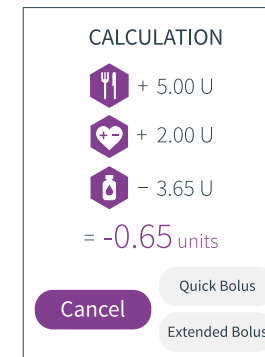 CALCULATION
+ 5.00 U
+ 2.00 U
− 3.65 U
= -0.65 units
Quick Bolus
Cancel
Extended Bolus